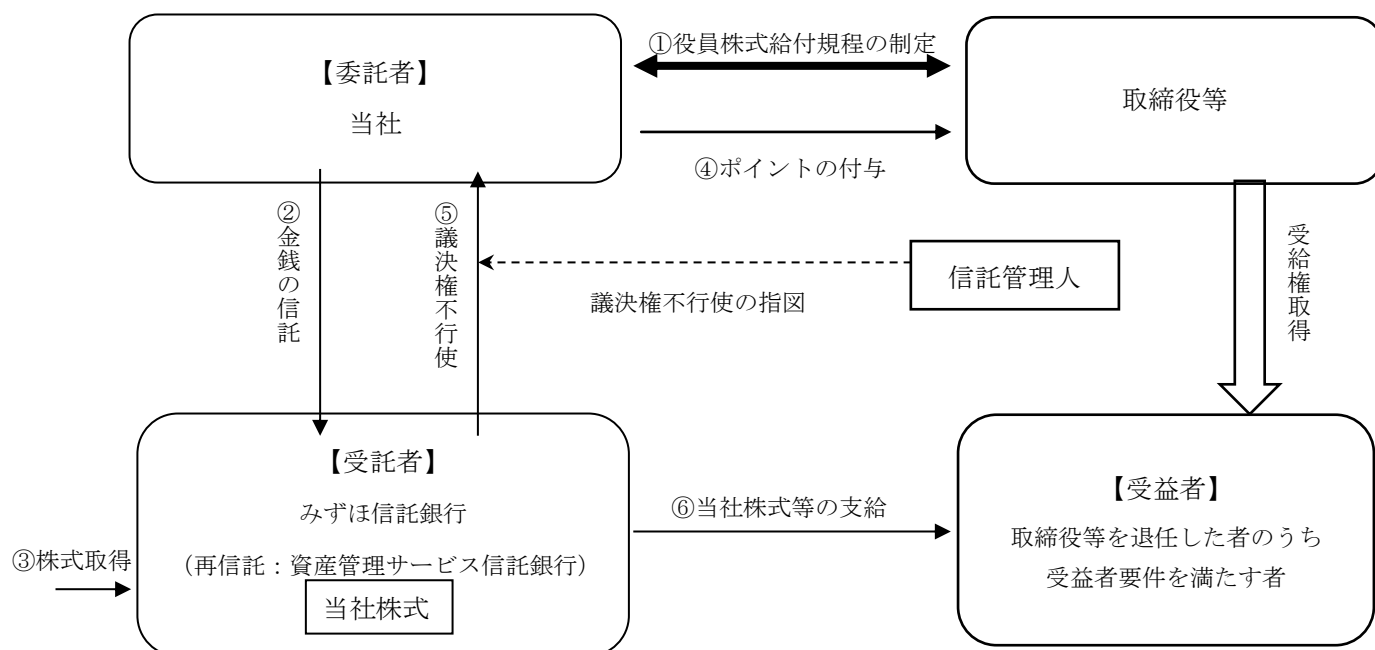 ①役員株式給付規程の制定
【委託者】
当社
取締役等
④ポイントの付与
②金銭の信託
⑤議決権不行使
信託管理人
議決権不行使の指図
受給権取得
【受託者】
みずほ信託銀行
(再信託:資産管理サービス信託銀行)
当社株式
③株式取得
⑥当社株式等の支給
【受益者】
取締役等を退任した者のうち
受益者要件を満たす者